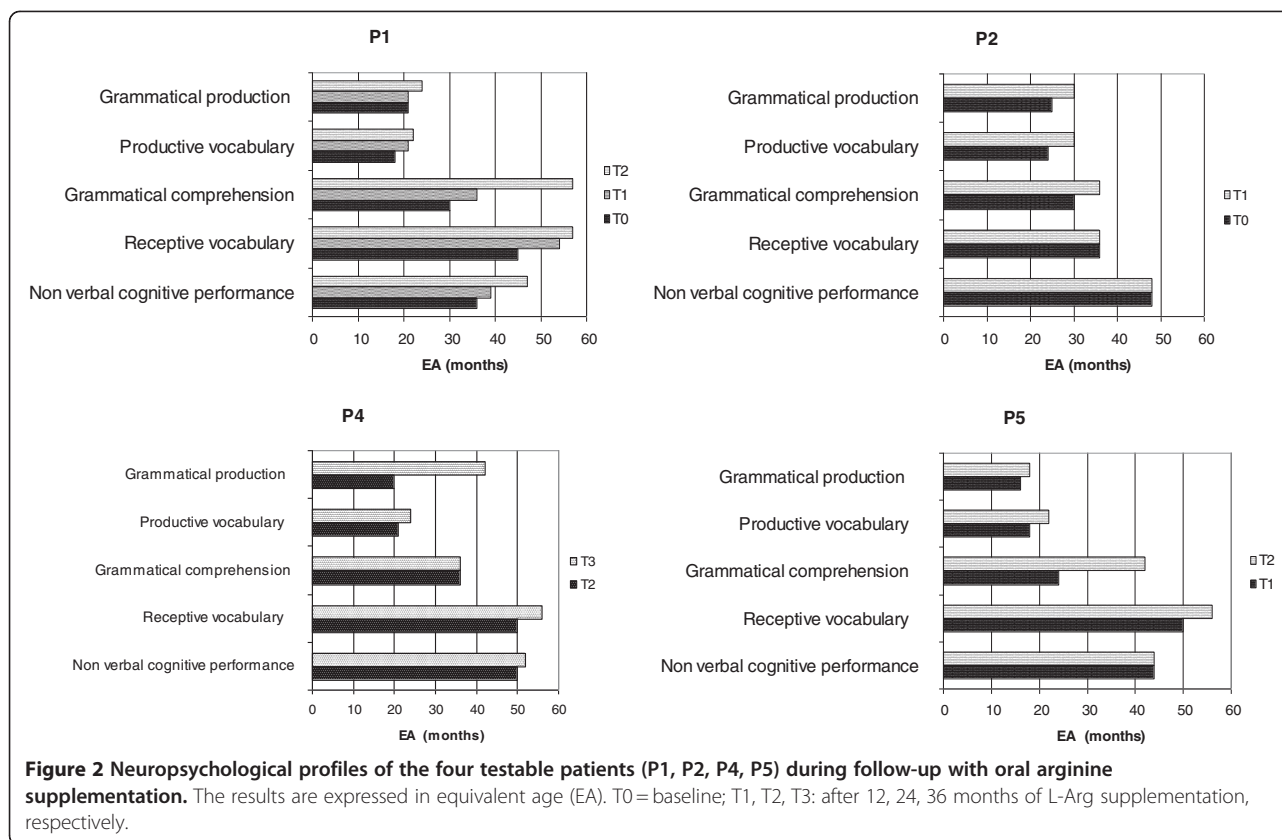 P1
Grammatical production
Productive vocabulary
Grammatical comprehension
Receptive vocabulary
Non verbal cognitive performance
T2
T1
T0
0 10 20 30 40 50 60
EA (months)
P2
Grammatical production
Productive vocabulary
Grammatical comprehension
Receptive vocabulary
Non verbal cognitive performance
T1
T0
0 10 20 30 40 50 60
EA (months)
P4
Grammatical production
Productive vocabulary
Grammatical comprehension
Receptive vocabulary
Non verbal cognitive performance
T3
T2
0 10 20 30 40 50 60
EA (months)
P5
Grammatical production
Productive vocabulary
Grammatical comprehension
Receptive vocabulary
Non verbal cognitive performance
T2
T1
0 10 20 30 40 50 60
EA (months)
Figure 2 Neuropsychological profiles of the four testable patients (P1, P2, P4, P5) during follow-up with oral arginine
supplementation. The results are expressed in equivalent age (EA). T0 = baseline; T1, T2, T3: after 12, 24, 36 months of L-Arg supplementation,
respectively.